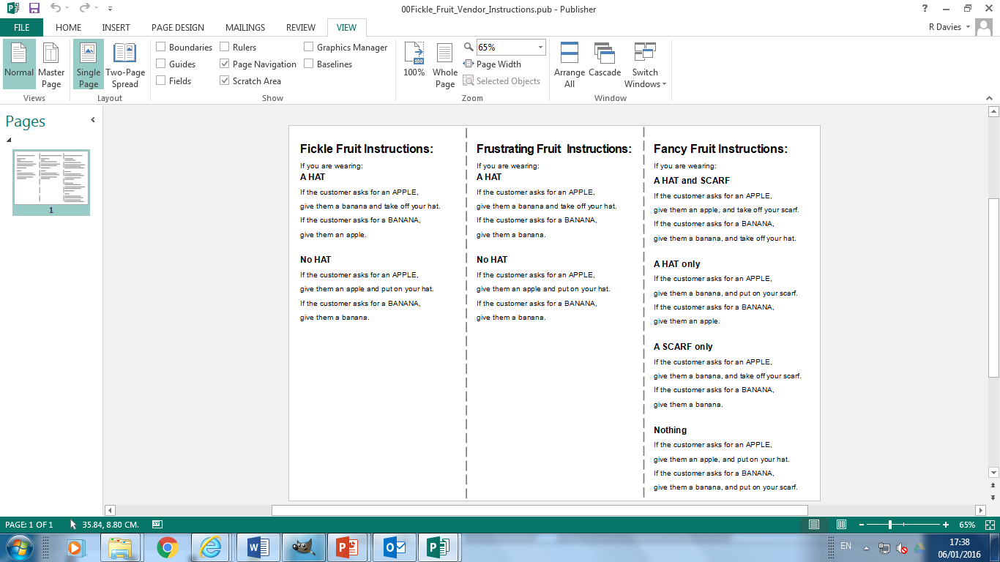 00Fickle_Fruit_Vendor_Instructions.pub - Publisher
FILE HOME INSERT PAGE DESIGN MAILINGS REVIEW VIEW R Davies
Normal Master Page
Views
Single Page Two-Page Spread
Layout
Boundaries Rulers Graphics Manager
Guides Page Navigation Baselines
Fields Scratch Area
Show
100% Whole Page
65%
Page Width
Selected Objects
Zoom
Arrange All Cascade Switch Windows
Window
Pages
1
Fickle Fruit Instructions:
If you are wearing:
A HAT
If the customer asks for an APPLE,
give them a banana and take off your hat.
If the customer asks for a BANANA,
give them an apple.
No HAT
If the customer asks for an APPLE,
give them an apple and put on your hat.
If the customer asks for a BANANA,
give them a banana.
Frustrating Fruit Instructions:
If you are wearing:
A HAT
If the customer asks for an APPLE,
give them a banana and take off your hat.
If the customer asks for a BANANA,
give them a banana.
No HAT
If the customer asks for an APPLE,
give them an apple and put on your hat.
If the customer asks for a BANANA,
give them a banana.
Fancy Fruit Instructions:
If you are wearing:
A HAT and SCARF
If the customer asks for an APPLE,
give them an apple, and take off your scarf.
If the customer asks for a BANANA,
give them a banana, and take off your hat.
A HAT only
If the customer asks for an APPLE,
give them a banana, and put on your scarf.
If the customer asks for a BANANA,
give them an apple.
A SCARF only
If the customer asks for an APPLE,
give them a banana, and take off your scarf.
If the customer asks for a BANANA,
give them a banana.
Nothing
If the customer asks for an APPLE,
give them an apple, and put on your hat.
If the customer asks for a BANANA,
give them a banana, and put on your scarf.
PAGE: 1 OF 1 35.84, 8.80 CM. 65%
EN 17:38
06/01/2016